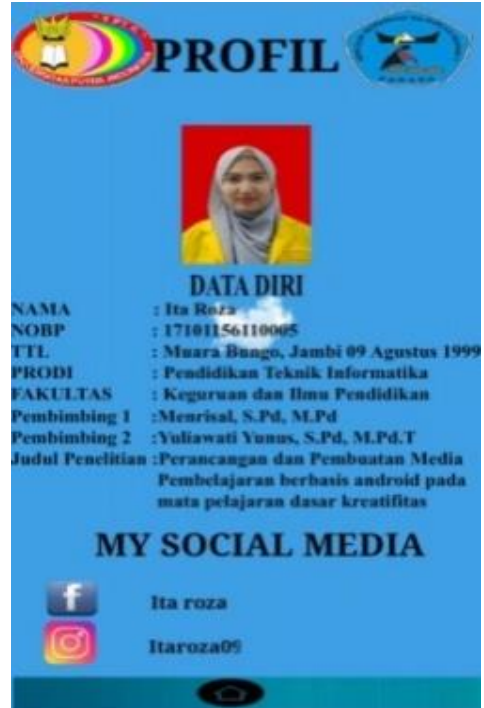 PROFIL
DATA DIRI
NAMA : Ita Roza
NOBP : 17101156110005
TTL : Muara Bungo, Jambi 09 Agustus 1999
PRODI : Pendidikan Teknik Informatika
FAKULTAS : Keguruan dan Ilmu Pendidikan
Pembimbing 1 :Menrisal, S.Pd, M.Pd
Pembimbing 2 :Yuliawati Yunus, S.Pd, M.Pd.T
Judul Penelitian :Perancangan dan Pembuatan Media
Pembelajaran berbasis android pada
mata pelajaran dasar kreatifitas
MY SOCIAL MEDIA
Ita roza
Itaroza09